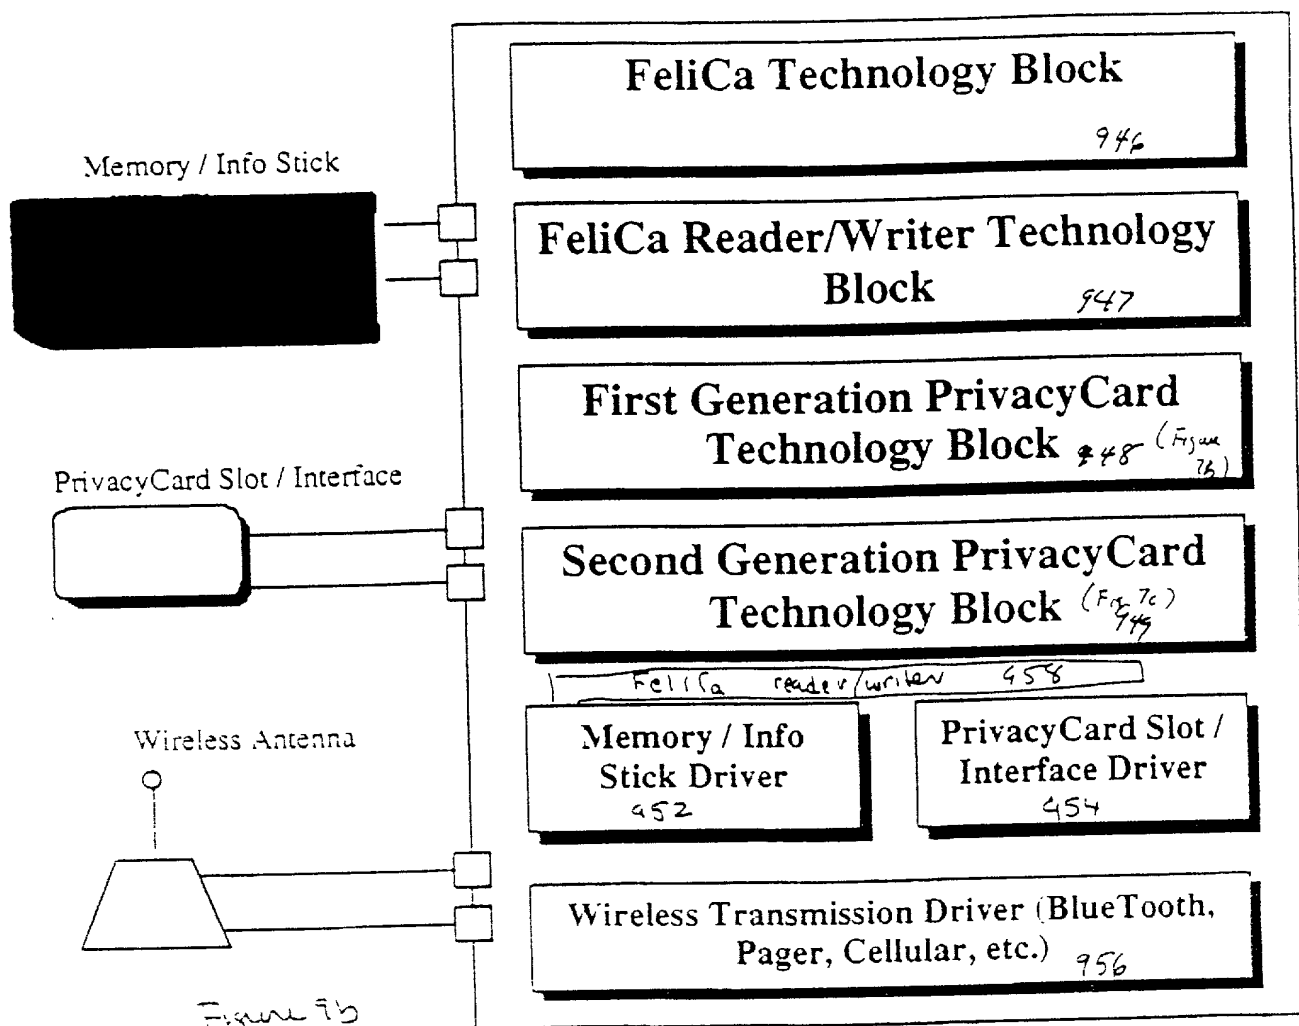 FeliCa Technology Block
946
Memory / Info Stick
FeliCa Reader/Writer Technology
Block 947
First Generation PrivacyCard
Technology Block 948 (Figure
7b)
PrivacyCard Slot / Interface
Second Generation PrivacyCard
Technology Block (Fig 7c)
949
FeliCa reader/writer 958
Wireless Antenna
Memory / Info
Stick Driver
952
PrivacyCard Slot /
Interface Driver
954
Wireless Transmission Driver (BlueTooth,
Pager, Cellular, etc.) 956
Figure 9b